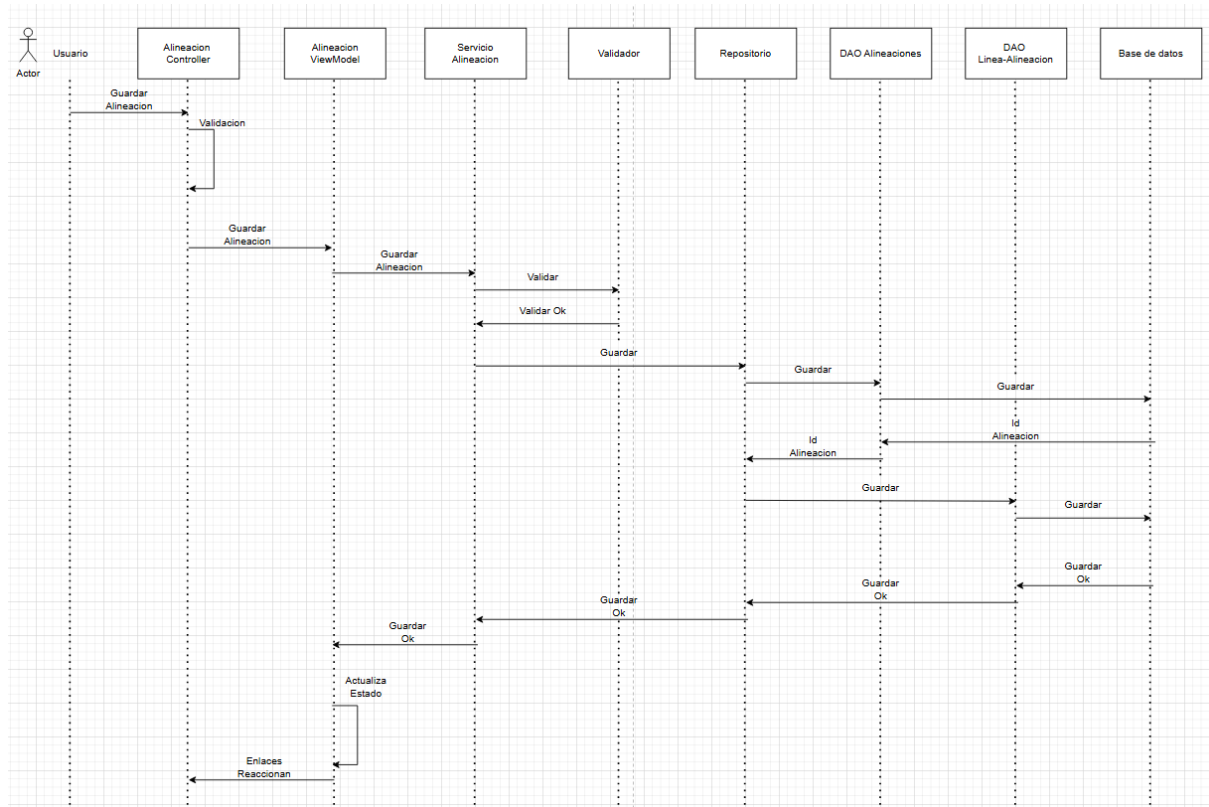 Usuario
Actor
Alineacion
Controller
Alineacion
ViewModel
Servicio
Alineacion
Validador
Repositorio
DAO Alineaciones
DAO
Linea-Alineacion
Base de datos
Guardar
Alineacion
Validacion
Guardar
Alineacion
Guardar
Alineacion
Validar
Validar Ok
Guardar
Guardar
Guardar
Id
Alineacion
Id
Alineacion
Guardar
Guardar
Guardar
Ok
Guardar
Ok
Guardar
Ok
Guardar
Ok
Actualiza
Estado
Enlaces
Reaccionan